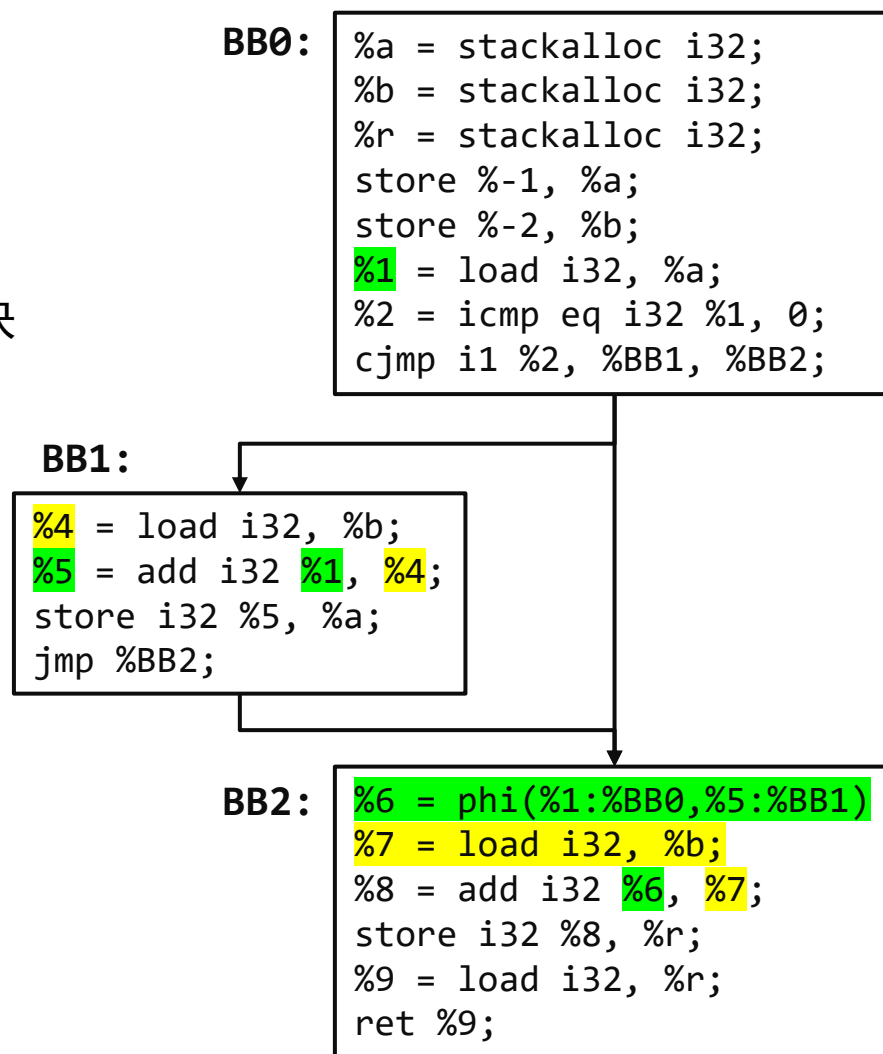 BB0:
%a = stackalloc i32;
%b = stackalloc i32;
%r = stackalloc i32;
store %-1, %a;
store %-2, %b;
%1 = load i32, %a;
%2 = icmp eq i32 %1, 0;
cjmp i1 %2, %BB1, %BB2;
BB1:
%4 = load i32, %b;
%5 = add i32 %1, %4;
store i32 %5, %a;
jmp %BB2;
BB2:
%6 = phi(%1:%BB0,%5:%BB1)
%7 = load i32, %b;
%8 = add i32 %6, %7;
store i32 %8, %r;
%9 = load i32, %r;
ret %9;